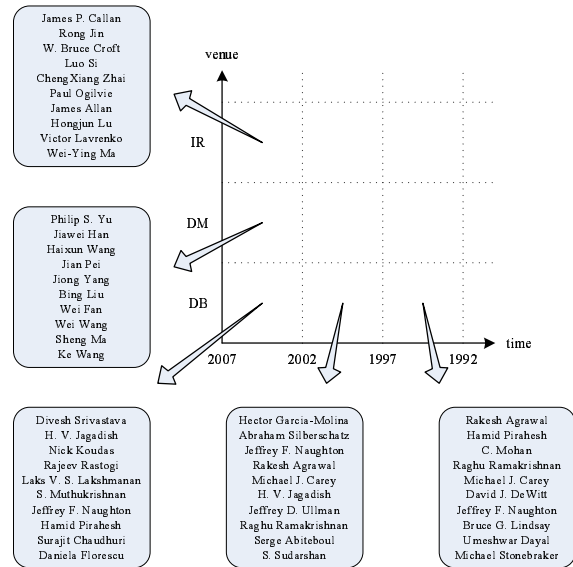 James P. Callan
Rong Jin
W. Bruce Croft
Luo Si
ChengXiang Zhai
Paul Ogilvie
James Allan
Hongjun Lu
Victor Lavrenko
Wei-Ying Ma
venue
IR
Philip S. Yu
Jiawei Han
Haixun Wang
Jian Pei
Jiong Yang
Bing Liu
Wei Fan
Wei Wang
Sheng Ma
Ke Wang
DM
DB
time
2007 2002 1997 1992
Divesh Srivastava
H. V. Jagadish
Nick Koudas
Rajeev Rastogi
Laks V. S. Lakshmanan
S. Muthukrishnan
Jeffrey F. Naughton
Hamid Pirahesh
Surajit Chaudhuri
Daniela Florescu
Hector Garcia-Molina
Abraham Silberschatz
Jeffrey F. Naughton
Rakesh Agrawal
Michael J. Carey
H. V. Jagadish
Jeffrey D. Ullman
Raghu Ramakrishnan
Serge Abiteboul
S. Sudarshan
Rakesh Agrawal
Hamid Pirahesh
C. Mohan
Raghu Ramakrishnan
Michael J. Carey
David J. DeWitt
Jeffrey F. Naughton
Bruce G. Lindsay
Umeshwar Dayal
Michael Stonebraker